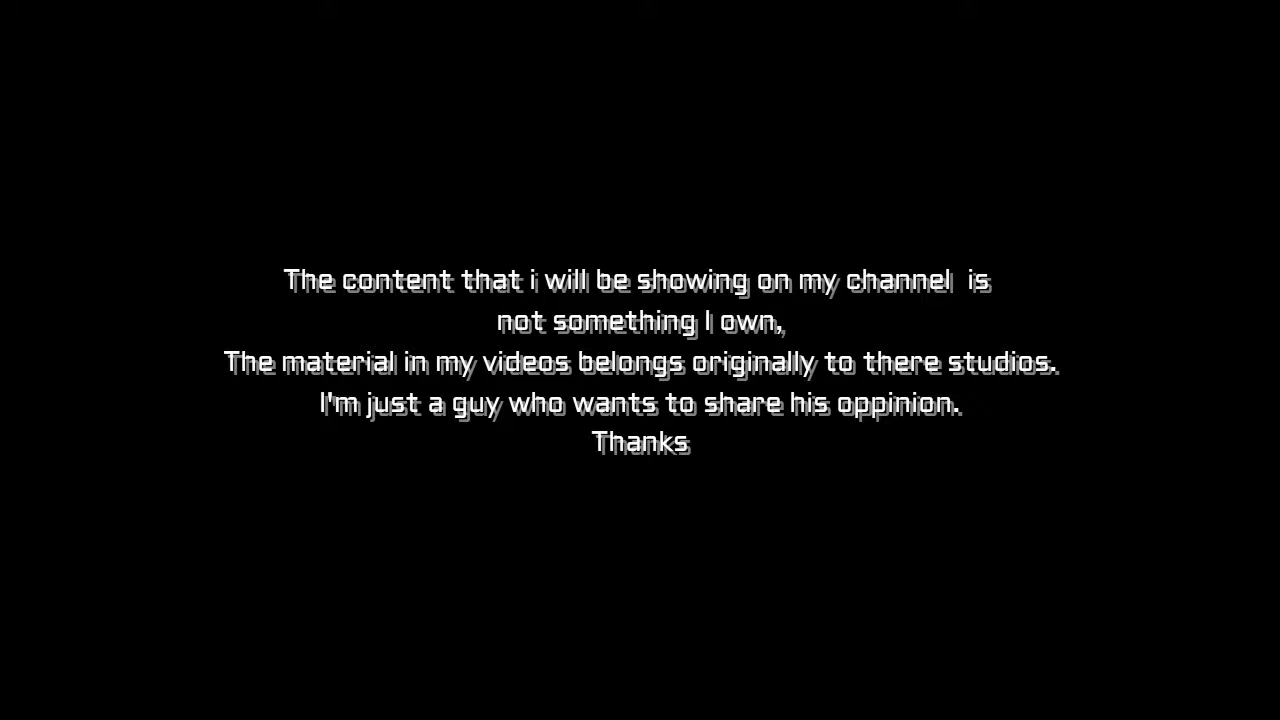 The content that i will be showing on my channel is
not something I own,
The material in my videos belongs originally to there studios.
I'm just a guy who wants to share his oppinion.
Thanks